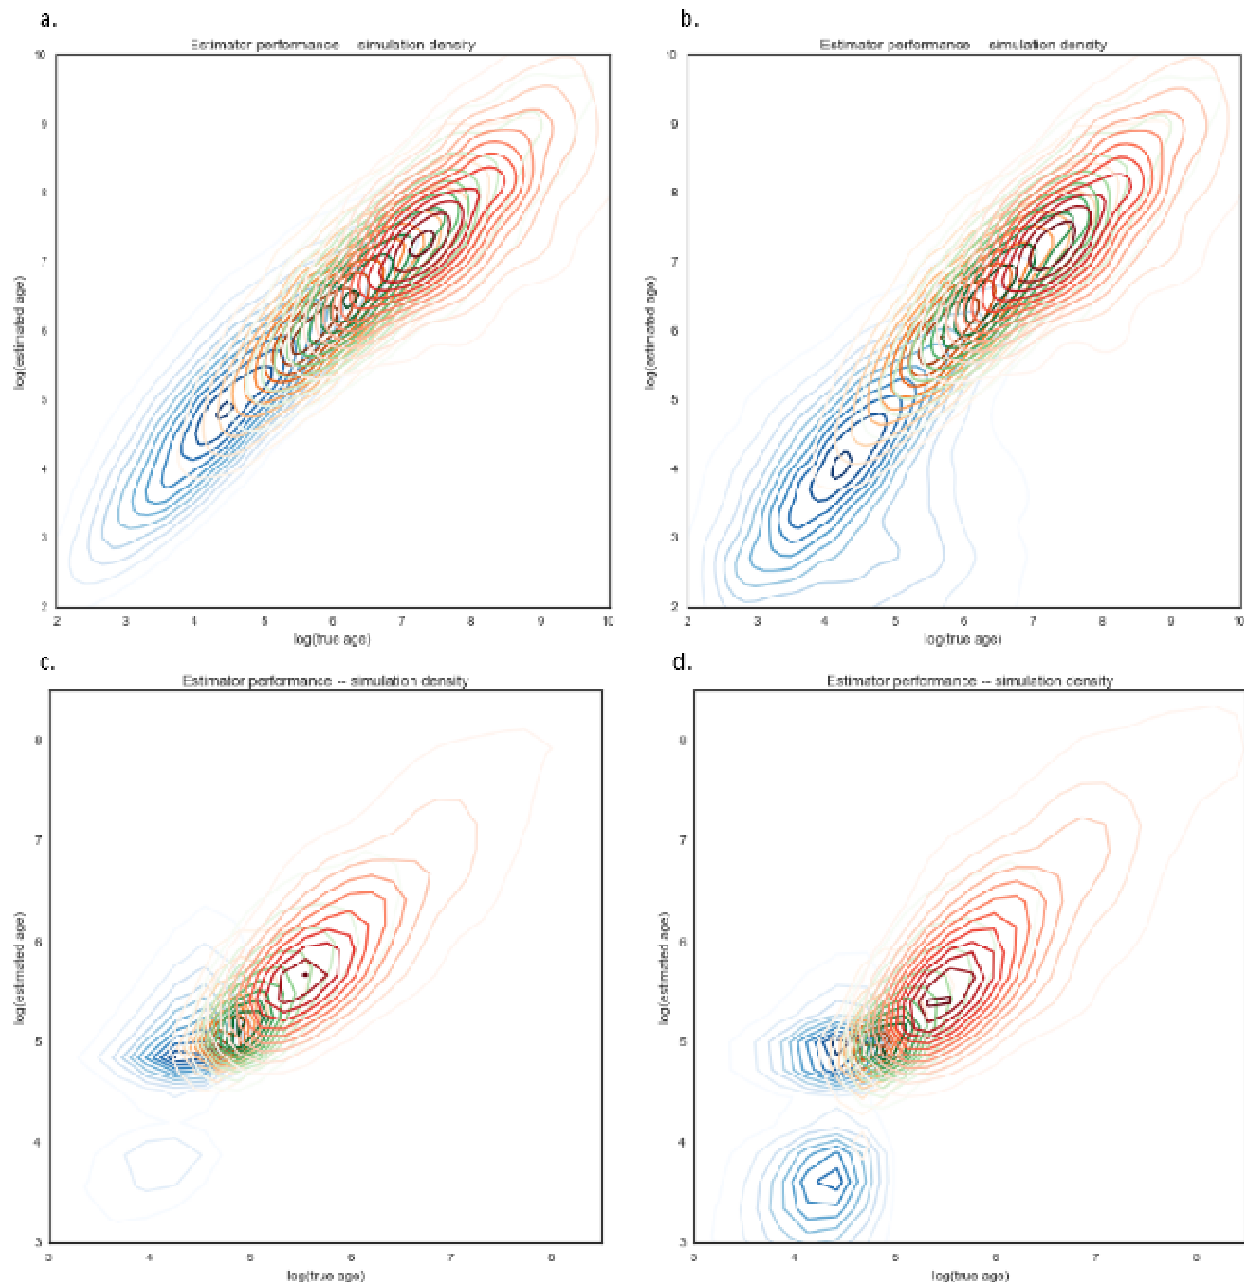 a.
b.
Estimator performance -- simulation density
Estimator performance -- simulation density
10
9
8
7
6
5
4
3
2
log(estimated age)
2 3 4 5 6 7 8 9 10
log(true age)
10
9
8
7
6
5
4
3
2
log(estimated age)
2 3 4 5 6 7 8 9 10
log(true age)
c.
d.
Estimator performance -- simulation density
Estimator performance -- simulation density
8
7
6
5
4
3
log(estimated age)
3 4 5 6 7 8
log(true age)
8
7
6
5
4
3
log(estimated age)
3 4 5 6 7 8
log(true age)